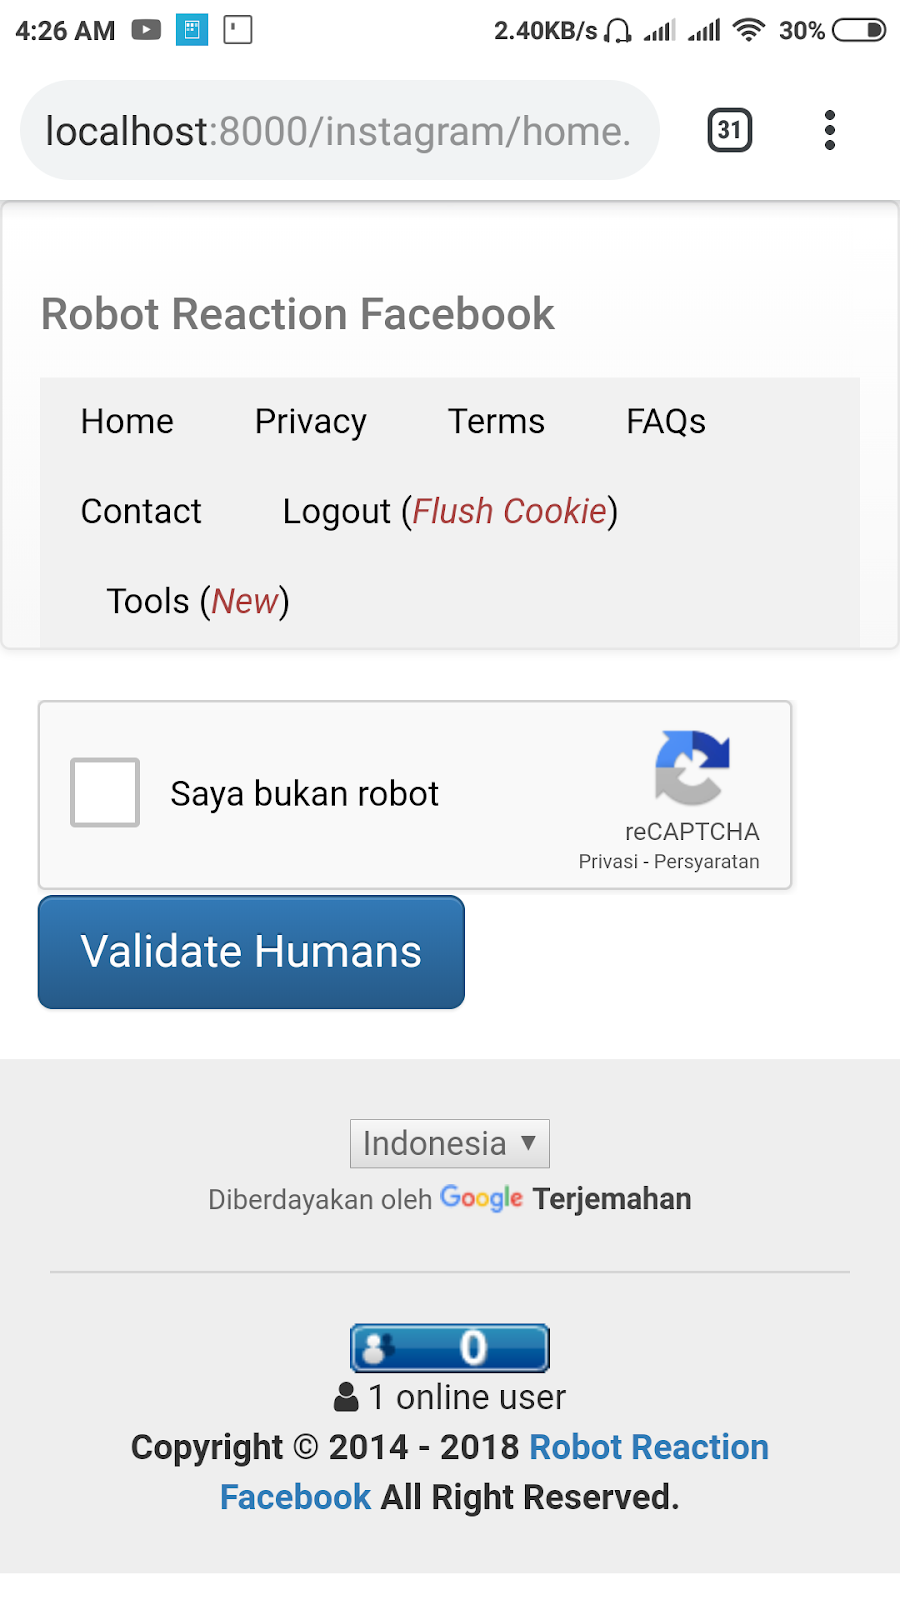 4:26 AM 2.40KB/s 30%
localhost:8000/instagram/home. 31
Robot Reaction Facebook
Home Privacy Terms FAQs
Contact Logout (Flush Cookie)
Tools (New)
Saya bukan robot
reCAPTCHA
Privasi - Persyaratan
Validate Humans
Indonesia ▼
Diberdayakan oleh Google Terjemahan
0
1 online user
Copyright © 2014 - 2018 Robot Reaction
Facebook All Right Reserved.